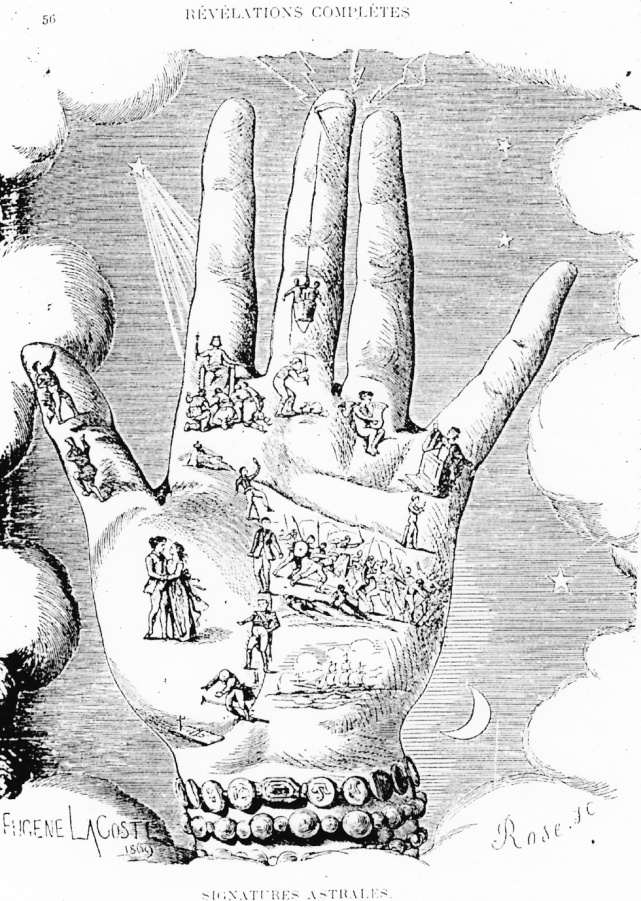 56
RÉVÉLATIONS COMPLÈTES
EUGENE LACOSTE
1869
Rose. sc
SIGNATURES ASTRALES.